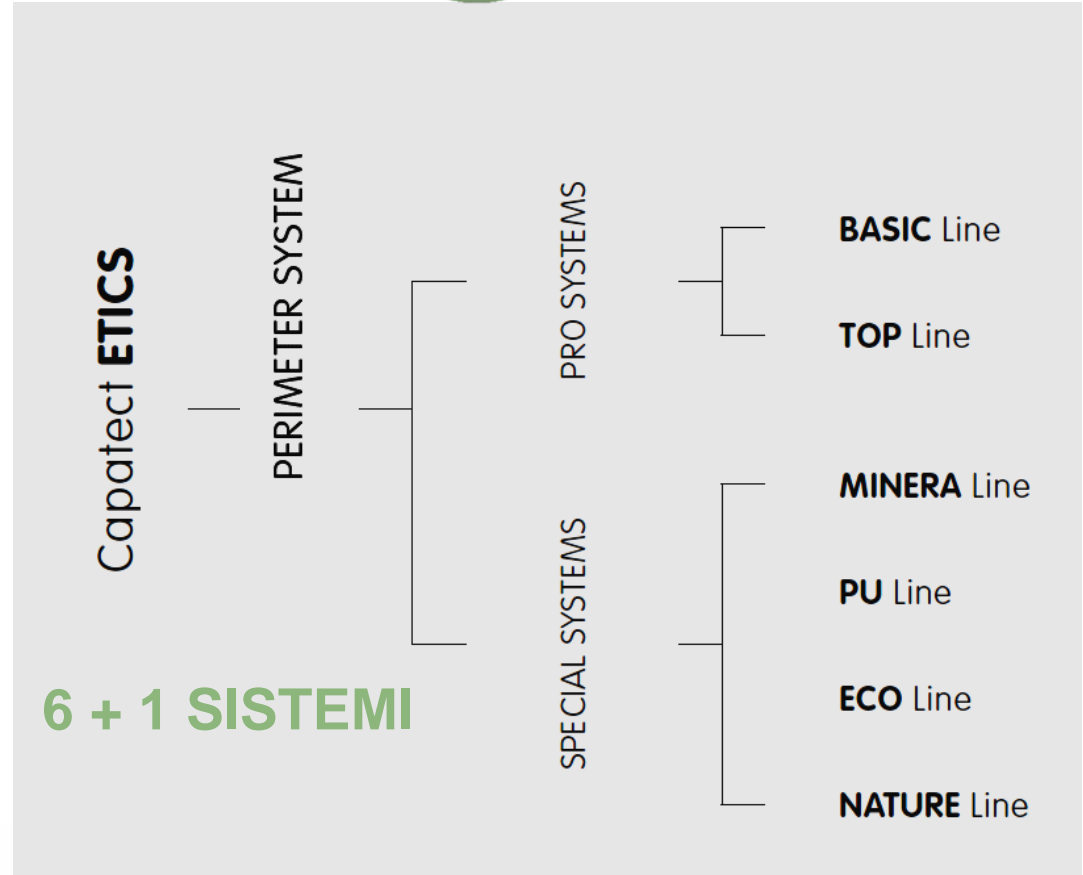 Capatect ETICS
PERIMETER SYSTEM
PRO SYSTEMS
BASIC Line
TOP Line
SPECIAL SYSTEMS
MINERA Line
PU Line
ECO Line
NATURE Line
6 + 1 SISTEMI